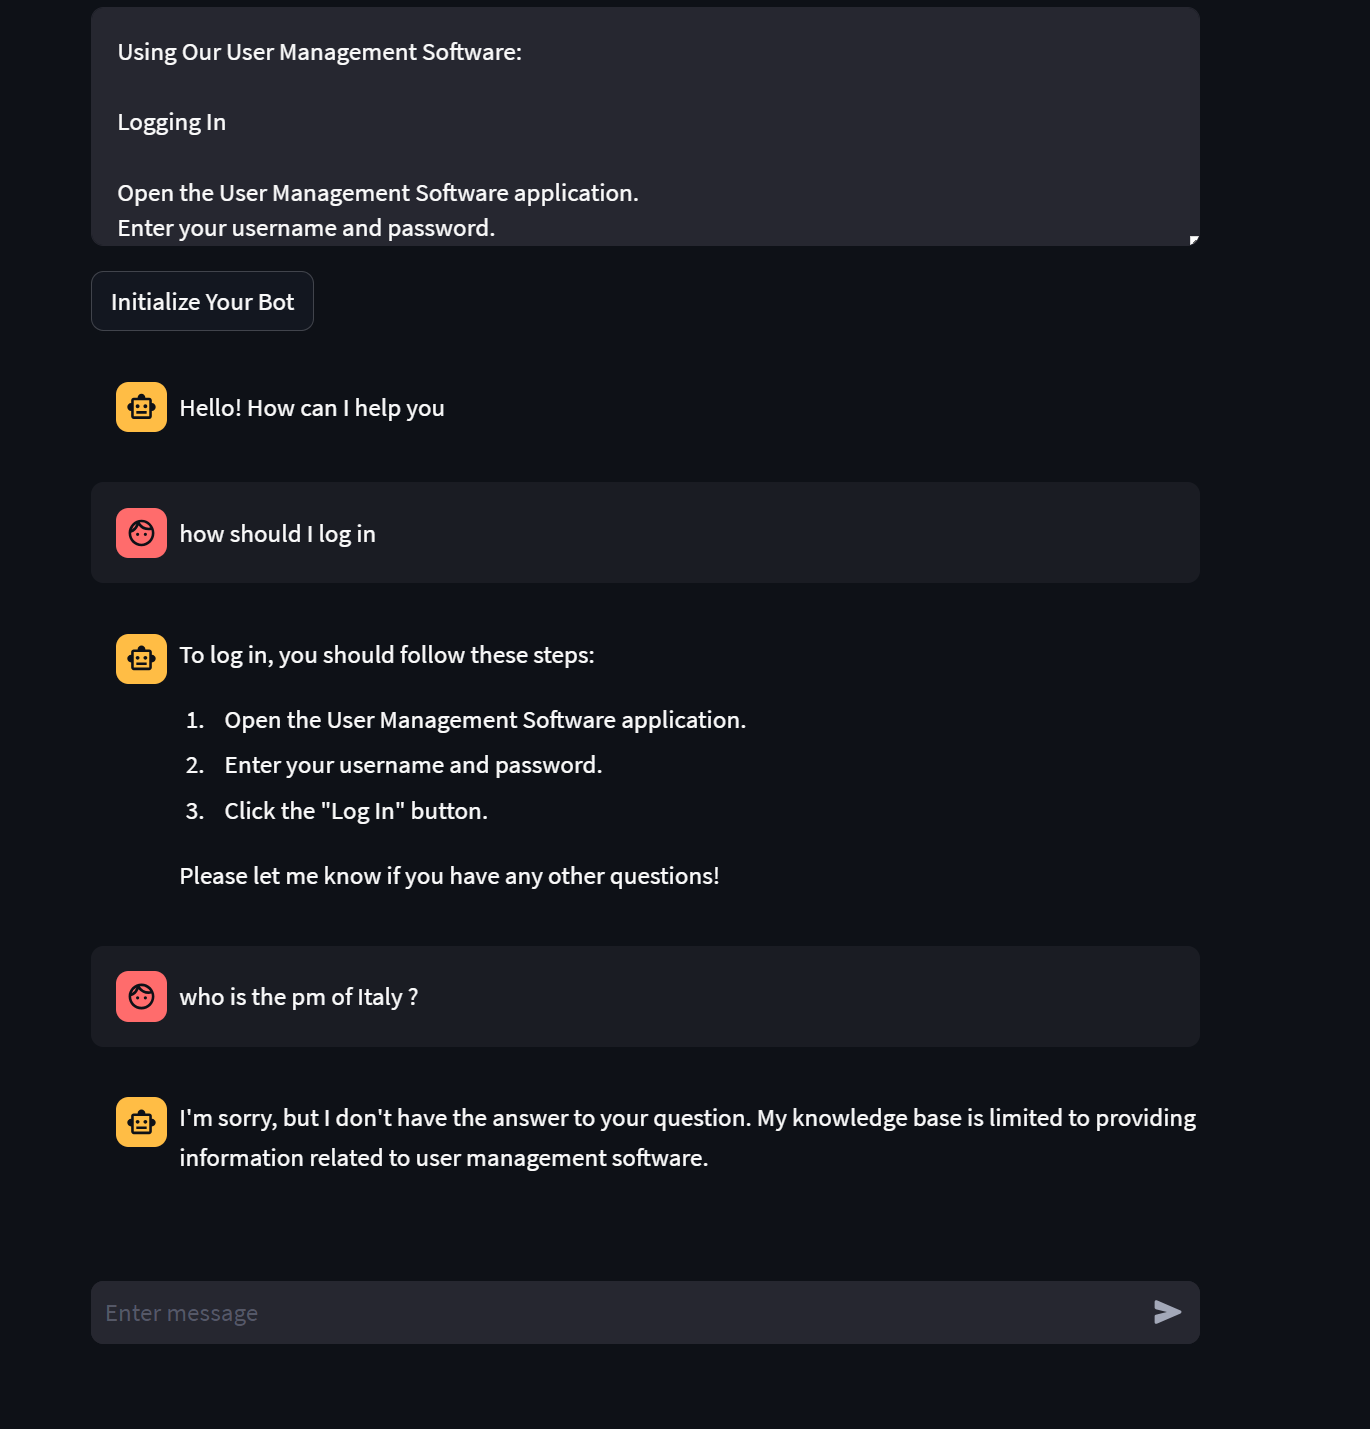 Using Our User Management Software:
Logging In
Open the User Management Software application.
Enter your username and password.
Initialize Your Bot
Hello! How can I help you
how should I log in
To log in, you should follow these steps:
1. Open the User Management Software application.
2. Enter your username and password.
3. Click the "Log In" button.
Please let me know if you have any other questions!
who is the pm of Italy ?
I'm sorry, but I don't have the answer to your question. My knowledge base is limited to providing
information related to user management software.
Enter message